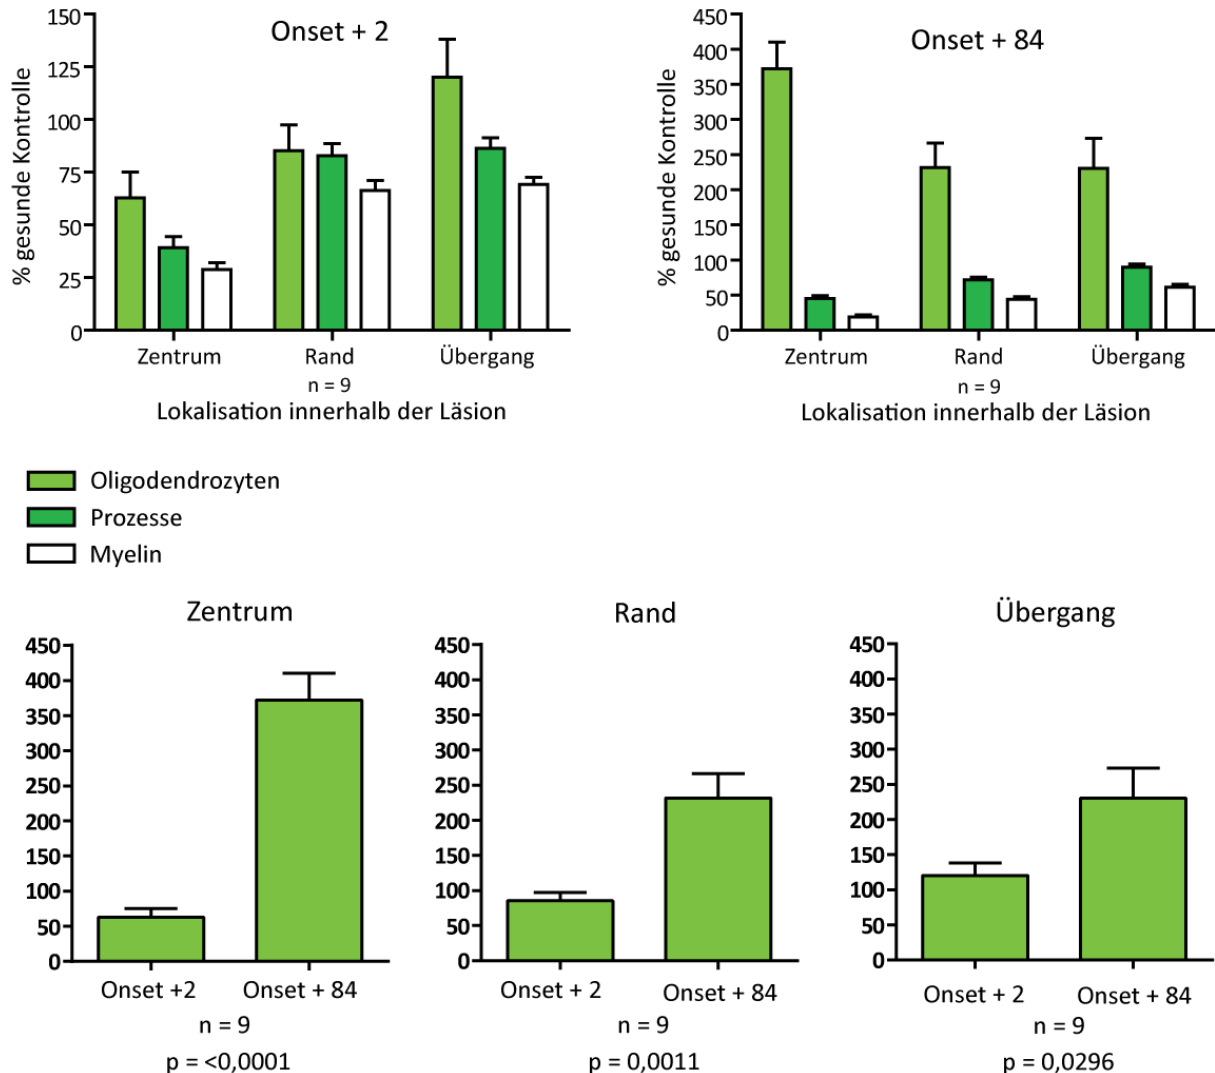 Onset + 2
% gesunde Kontrolle
150
125
100
75
50
25
0
Zentrum Rand Übergang
n = 9
Lokalisation innerhalb der Läsion
Onset + 84
% gesunde Kontrolle
450
400
350
300
250
200
150
100
50
0
Zentrum Rand Übergang
n = 9
Lokalisation innerhalb der Läsion
Oligodendrozyten
Prozesse
Myelin
Zentrum
450
400
350
300
250
200
150
100
50
0
Onset +2 Onset + 84
n = 9
p = <0,0001
Rand
450
400
350
300
250
200
150
100
50
0
Onset + 2 Onset + 84
n = 9
p = 0,0011
Übergang
450
400
350
300
250
200
150
100
50
0
Onset + 2 Onset + 84
n = 9
p = 0,0296